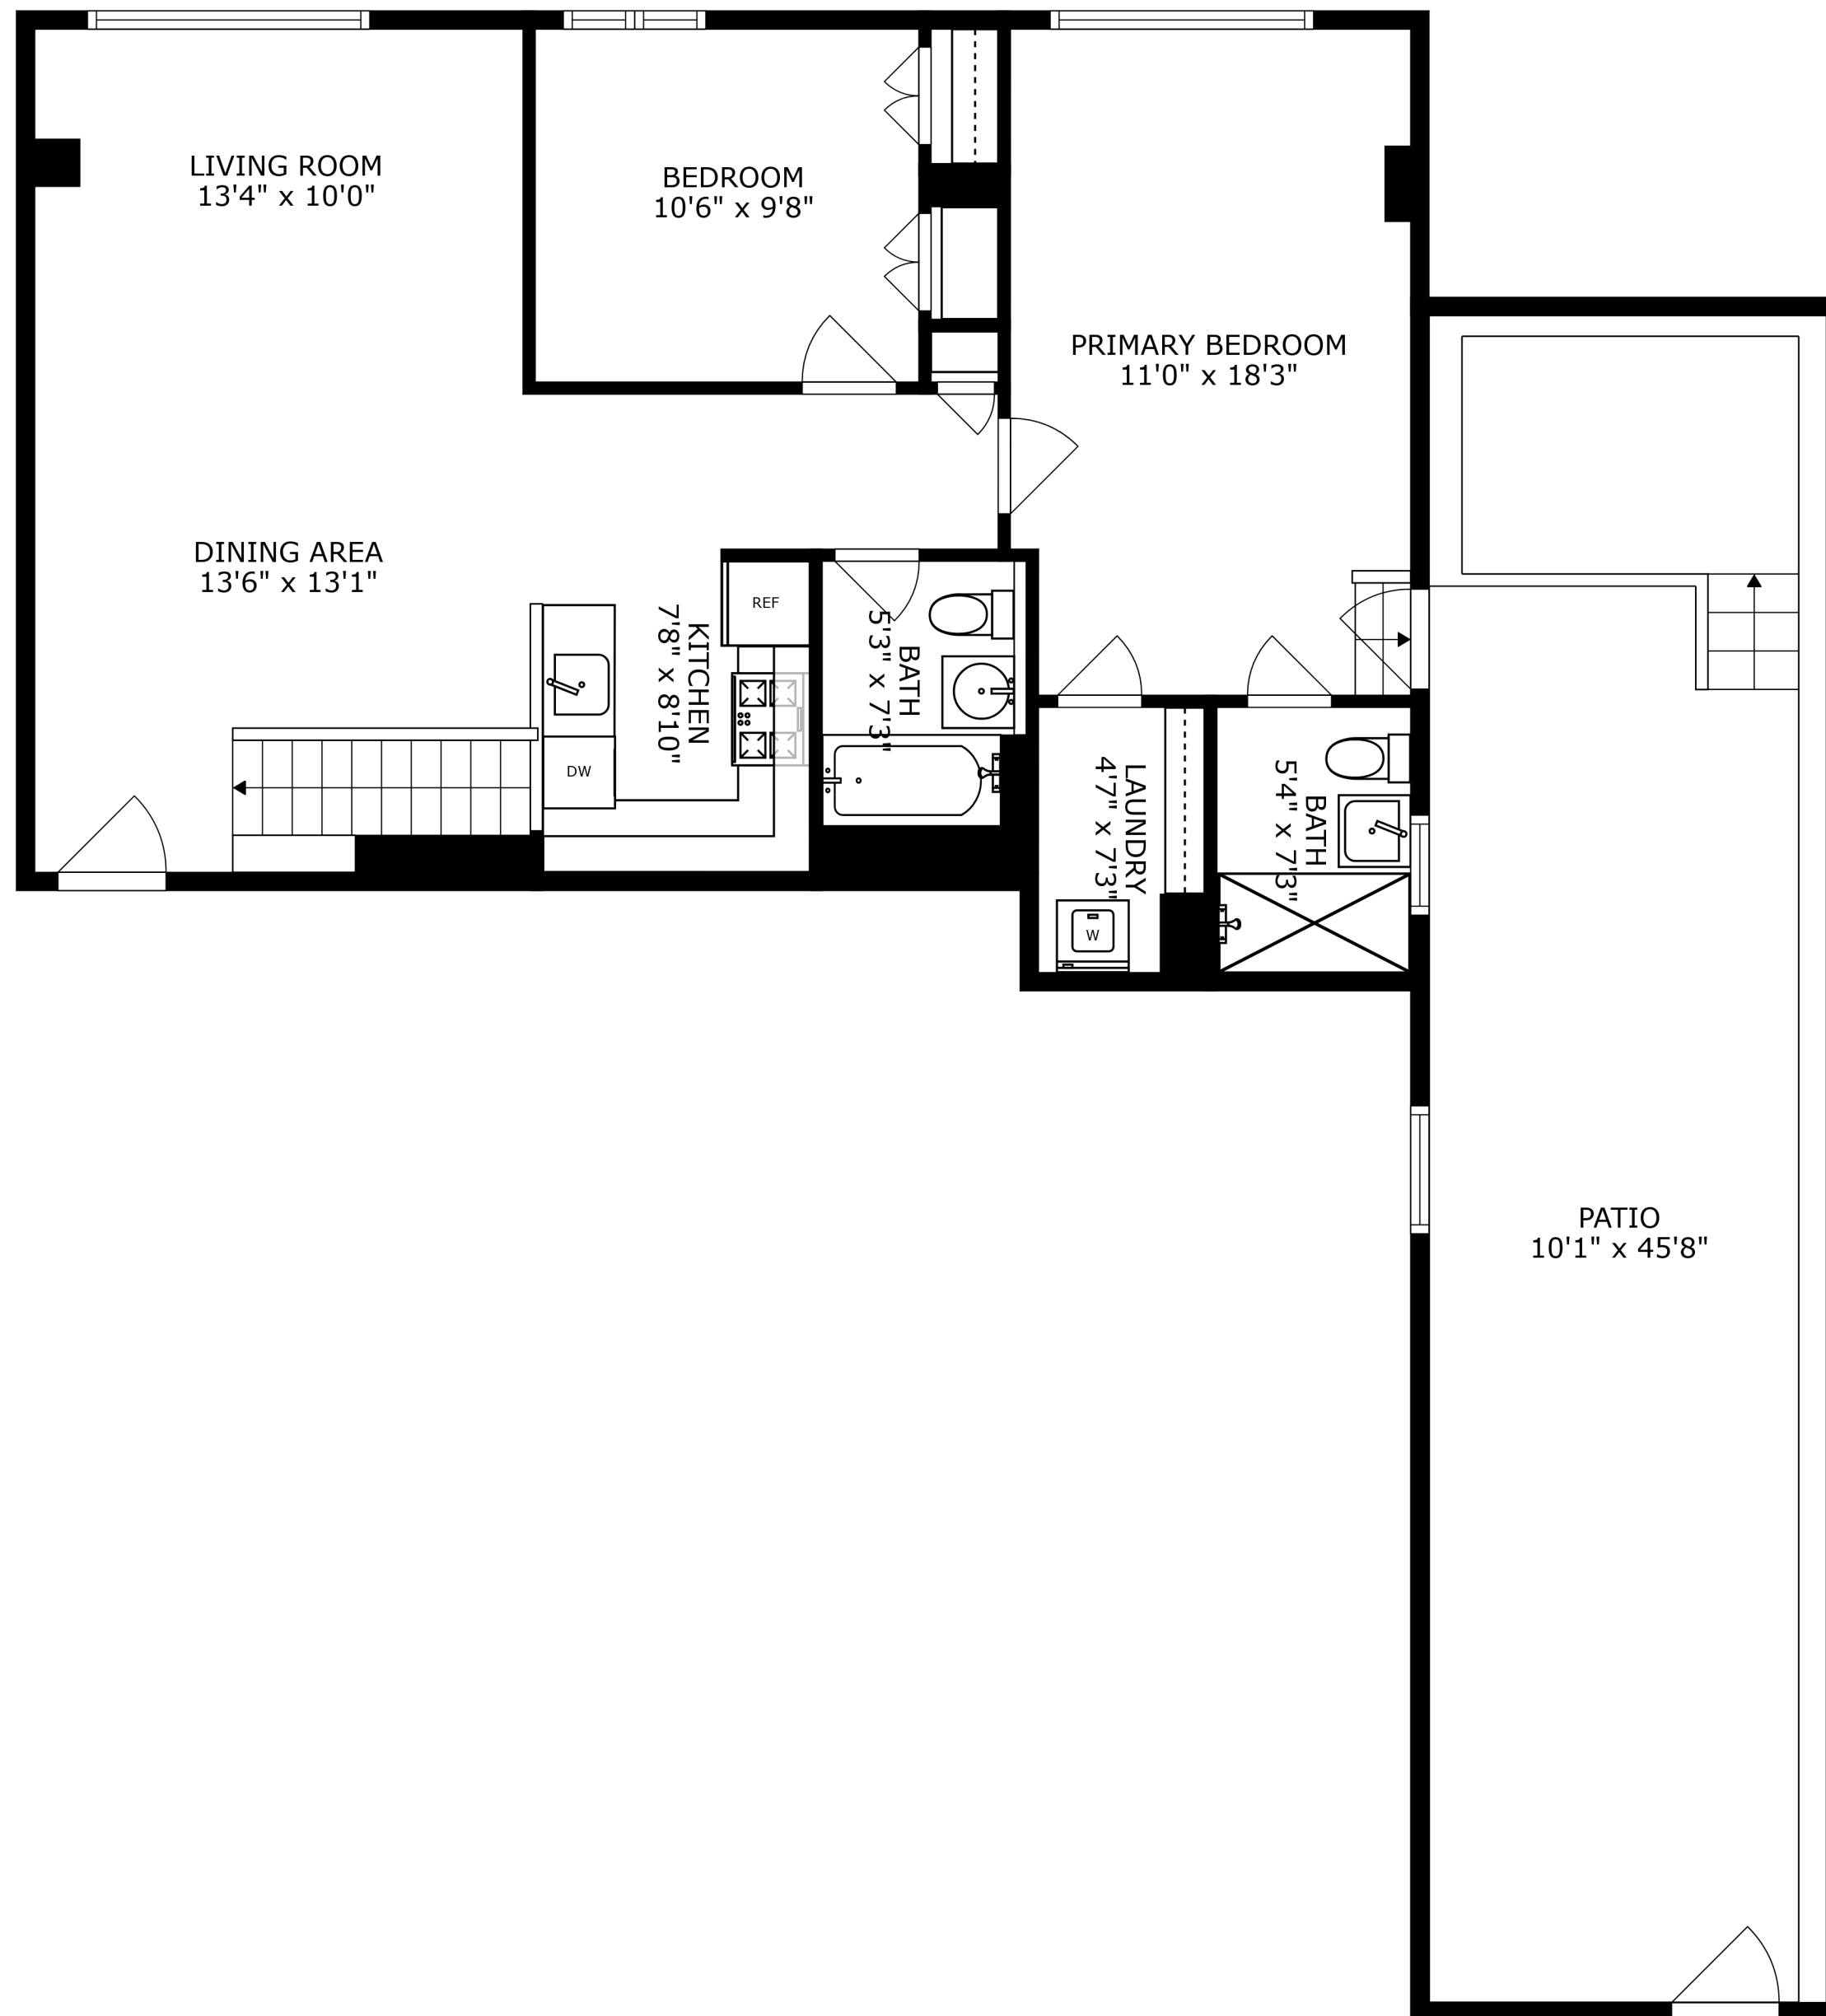 LIVING ROOM
13'4" x 10'0"
BEDROOM
10'6" x 9'8"
PRIMARY BEDROOM
11'0" x 18'3"
DINING AREA
13'6" x 13'1"
KITCHEN
7'8" x 8'10"
REF
DW
BATH
5'3" x 7'3"
LAUNDRY
4'7" x 7'3"
W
BATH
5'4" x 7'3"
PATIO
10'1" x 45'8"